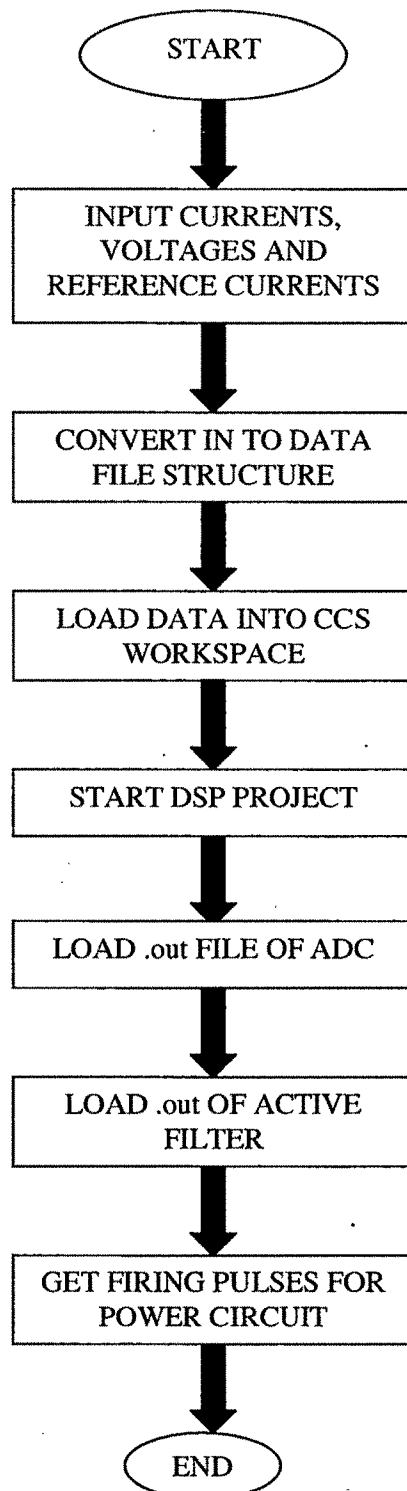 START
INPUT CURRENTS,
VOLTAGES AND
REFERENCE CURRENTS
CONVERT IN TO DATA
FILE STRUCTURE
LOAD DATA INTO CCS
WORKSPACE
START DSP PROJECT
LOAD .out FILE OF ADC
LOAD .out OF ACTIVE
FILTER
GET FIRING PULSES FOR
POWER CIRCUIT
END